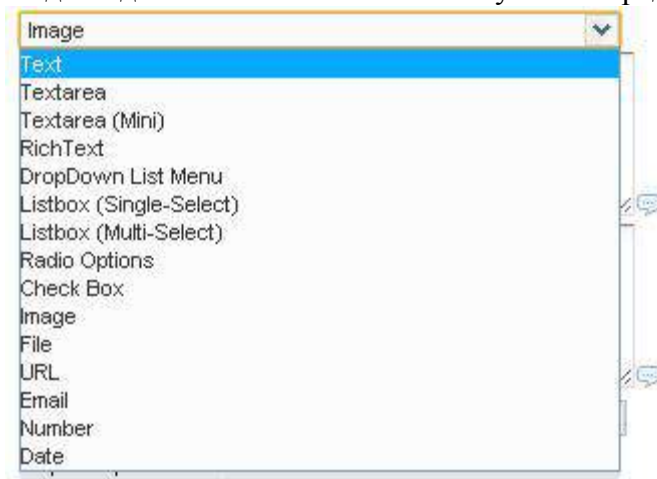 Image
Text
Textarea
Textarea (Mini)
RichText
DropDown List Menu
Listbox (Single-Select)
Listbox (Multi-Select)
Radio Options
Check Box
Image
File
URL
Email
Number
Date